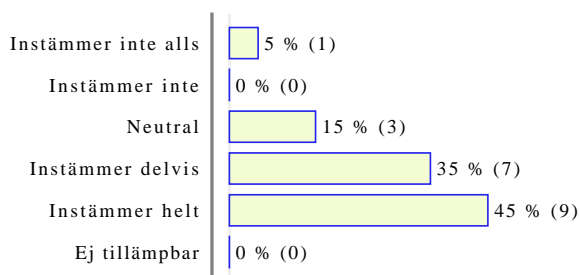 Instämmer inte alls 5 % (1)
Instämmer inte 0 % (0)
Neutral 15 % (3)
Instämmer delvis 35 % (7)
Instämmer helt 45 % (9)
Ej tillämpbar 0 % (0)